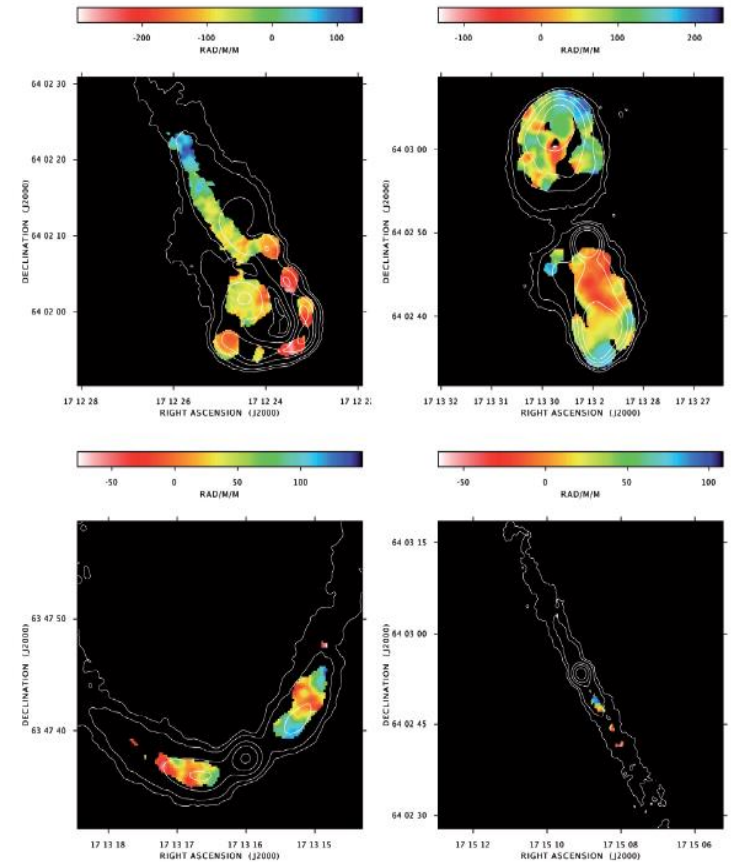 -200 -100 0 100
RAD/M/M
64 02 30
64 02 20
64 02 10
64 02 00
DECLINATION (J2000)
17 12 28 17 12 26 17 12 24 17 12 22
RIGHT ASCENSION (J2000)
-100 0 100 200
RAD/M/M
64 03 00
64 02 50
64 02 40
DECLINATION (J2000)
17 13 32 17 13 31 17 13 30 17 13 2 17 13 28 17 13 27
RIGHT ASCENSION (J2000)
-50 0 50 100
RAD/M/M
63 47 50
63 47 40
DECLINATION (J2000)
17 13 18 17 13 17 17 13 16 17 13 15
RIGHT ASCENSION (J2000)
-50 0 50 100
RAD/M/M
64 03 15
64 03 00
64 02 45
64 02 30
DECLINATION (J2000)
17 15 12 17 15 10 17 15 08 17 15 06
RIGHT ASCENSION (J2000)